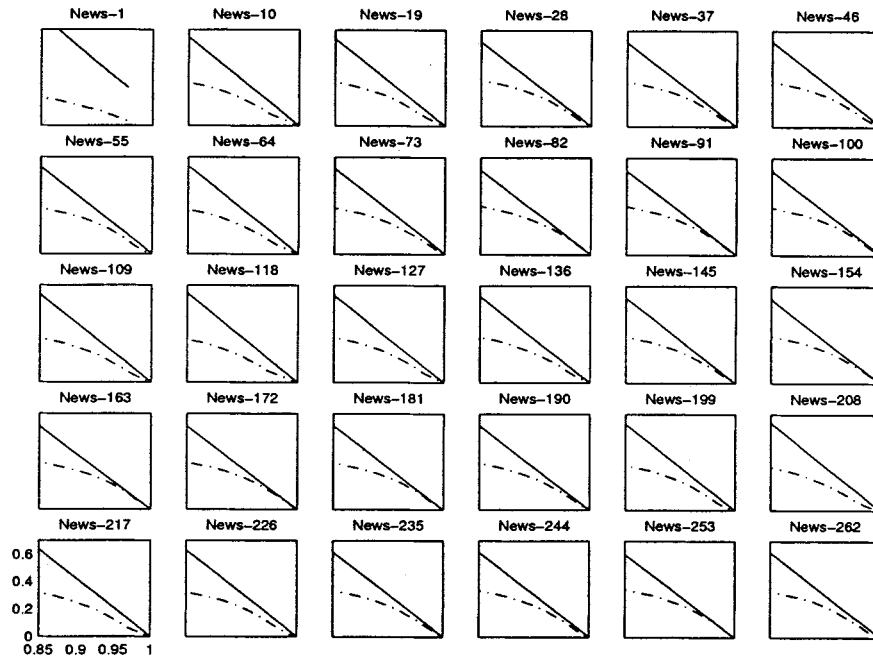 News–1 News–10 News–19 News–28 News–37 News–46
News–55 News–64 News–73 News–82 News–91 News–100
News–109 News–118 News–127 News–136 News–145 News–154
News–163 News–172 News–181 News–190 News–199 News–208
News–217 News–226 News–235 News–244 News–253 News–262
0.6
0.4
0.2
0
0.85 0.9 0.95 1